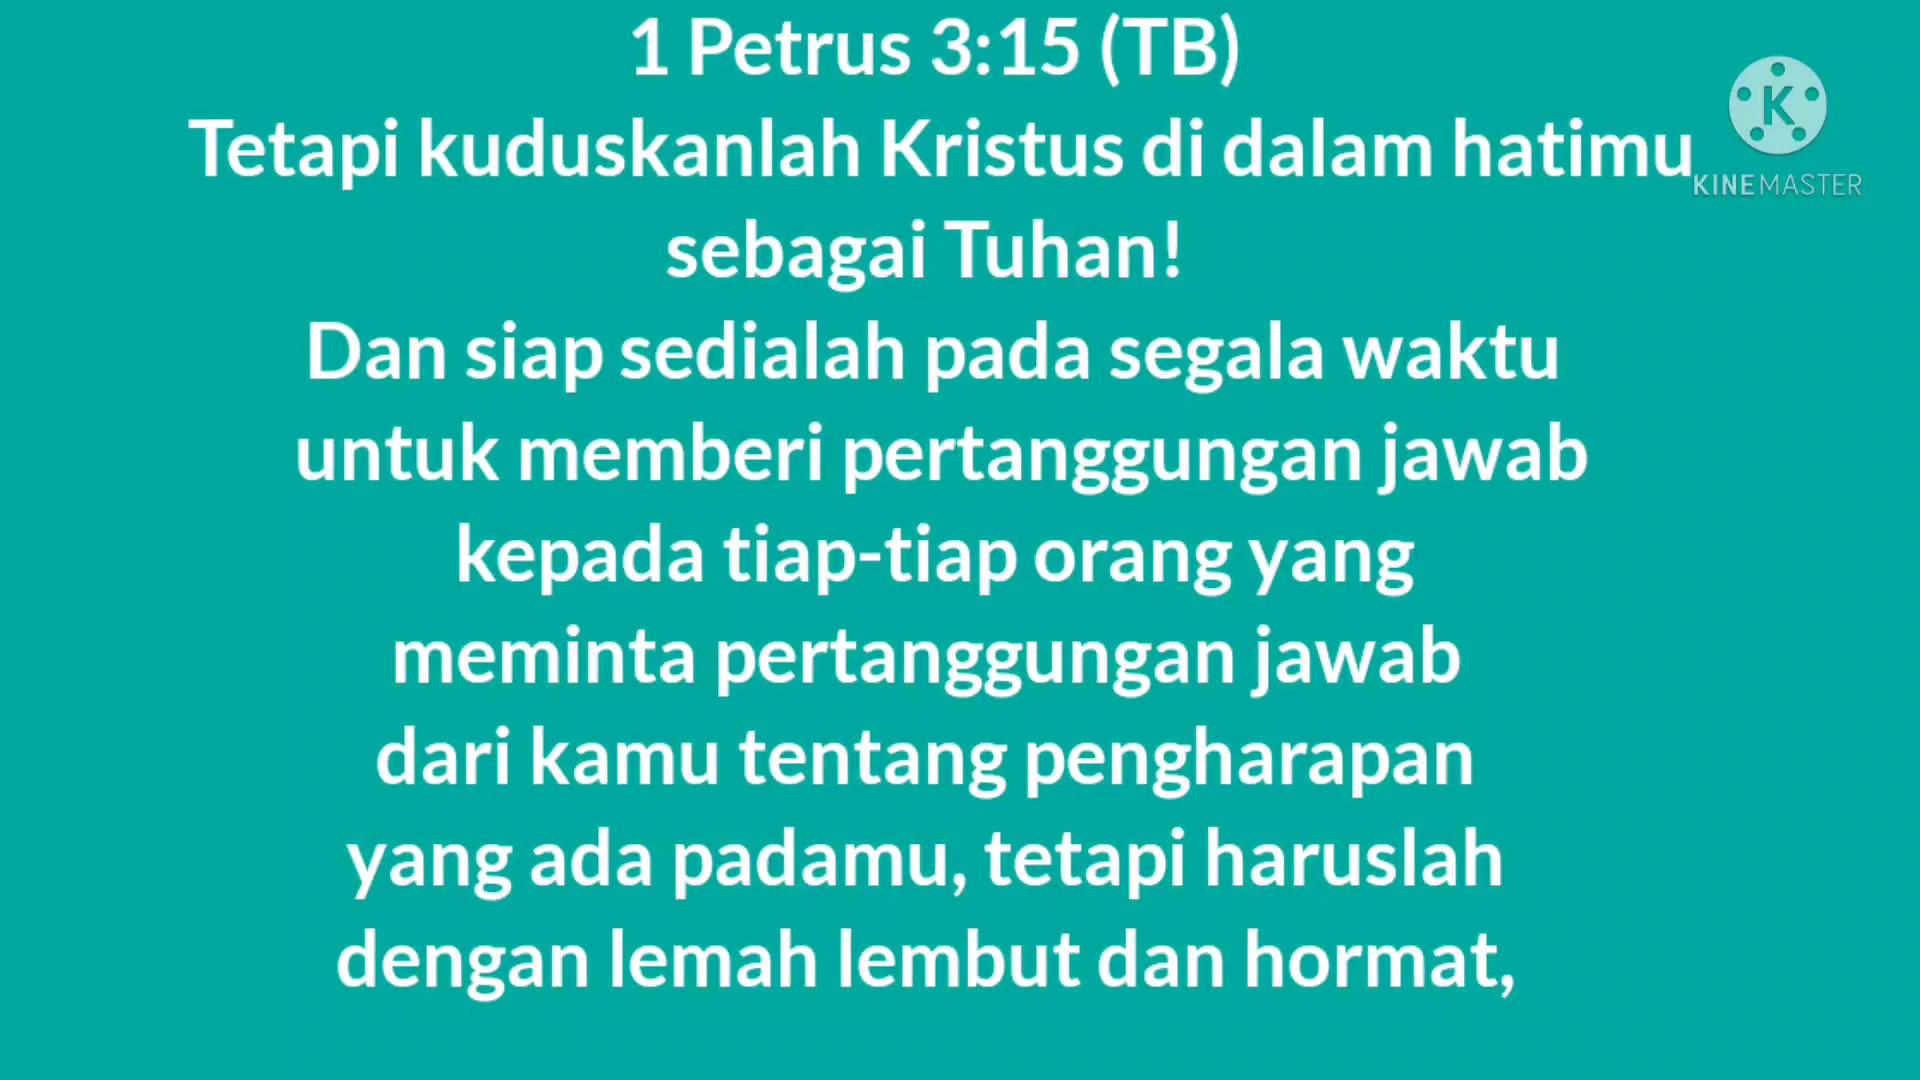 1 Petrus 3:15 (TB)
Tetapi kuduskanlah Kristus di dalam hatimu
sebagai Tuhan!
Dan siap sedialah pada segala waktu
untuk memberi pertanggungan jawab
kepada tiap-tiap orang yang
meminta pertanggungan jawab
dari kamu tentang pengharapan
yang ada padamu, tetapi haruslah
dengan lemah lembut dan hormat,
K
KINEMASTER